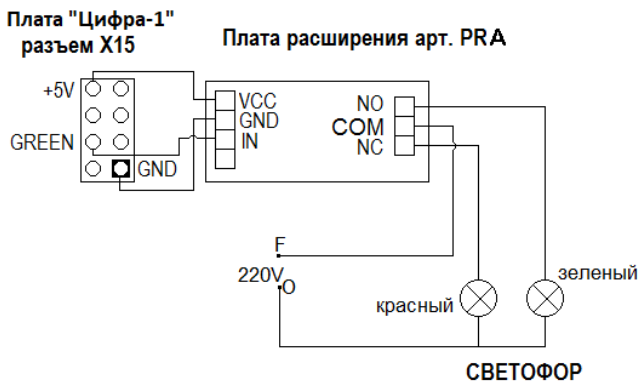 Плата "Цифра-1"
разъем X15
Плата расширения арт. PRA
+5V
GREEN
GND
VCC
GND
IN
NO
COM
NC
F
220V
O
красный
зеленый
СВЕТОФОР